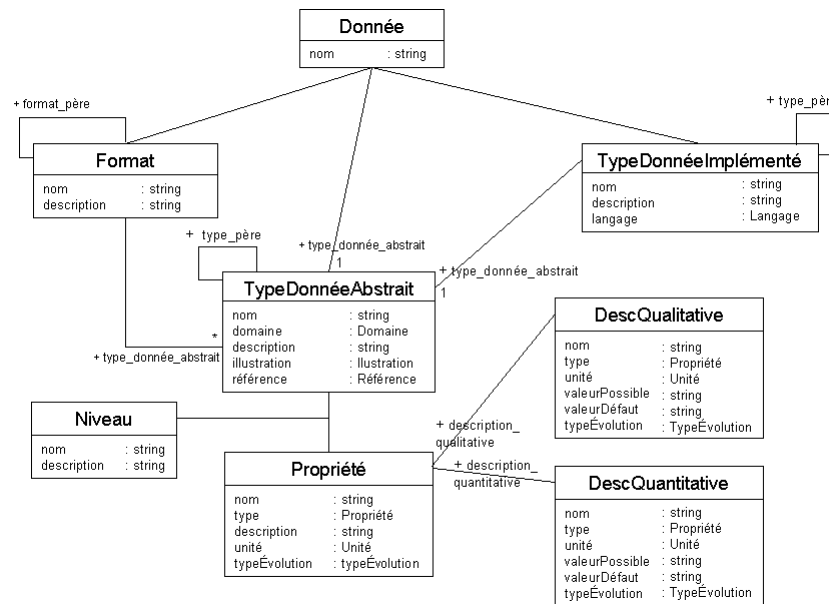 Donnée
nom : string
+ format_père
+ type_pèr
Format
nom : string
description : string
TypeDonnéeImplémenté
nom : string
description : string
langage : Langage
+ type_père
+ type_donnée_abstrait
1
+ type_donnée_abstrait
1
*
+ type_donnée_abstrait
TypeDonnéeAbstrait
nom : string
domaine : Domaine
description : string
illustration : Ilustration
référence : Référence
DescQualitative
nom : string
type : Propriété
unité : Unité
valeurPossible : string
valeurDéfaut : string
typeÉvolution : TypeÉvolution
Niveau
nom : string
description : string
+ description_
qualitative
+ description_
quantitative
Propriété
nom : string
type : Propriété
description : string
unité : Unité
typeÉvolution : typeÉvolution
DescQuantitative
nom : string
type : Propriété
unité : Unité
valeurPossible : string
valeurDéfaut : string
typeÉvolution : TypeÉvolution